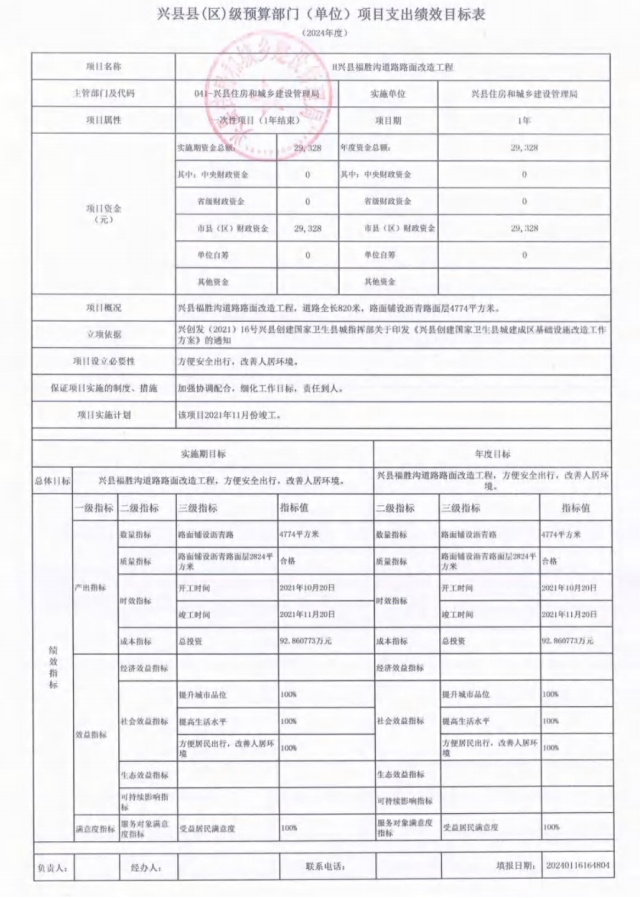 兴县县(区)级预算部门（单位）项目支出绩效目标表
（2024年度）
项目名称 H兴县福胜沟道路路面改造工程
主管部门及代码 041-兴县住房和城乡建设管理局 实施单位 兴县住房和城乡建设管理局
项目属性 一次性项目（1年结束） 项目期 1年
项目资金（元）
实施期资金总额： 29,328 年度资金总额： 29,328
其中：中央财政资金 0 其中：中央财政资金 0
省级财政资金 0 省级财政资金 0
市县（区）财政资金 29,328 市县（区）财政资金 29,328
单位自筹 0 单位自筹 0
其他资金 其他资金
项目概况 兴县福胜沟道路路面改造工程，道路全长820米，路面铺设沥青路面层4774平方米。
立项依据 兴创发（2021）16号兴县创建国家卫生县城指挥部关于印发《兴县创建国家卫生县城建成区基础设施改造工作
方案》的通知
项目设立必要性 方便安全出行，改善人居环境。
保证项目实施的制度、措施 加强协调配合，细化工作目标，责任到人。
项目实施计划 该项目2021年11月份竣工。
实施期目标 年度目标
总体目标 兴县福胜沟道路路面改造工程，方便安全出行，改善人居环境。 兴县福胜沟道路路面改造工程，方便安全出行，改善人居环
境。
绩效指标
一级指标 二级指标 三级指标 指标值 二级指标 三级指标 指标值
产出指标
数量指标 路面铺设沥青路 4774平方米 数量指标 路面铺设沥青路 4774平方米
质量指标 路面铺设沥青路面层2824平方米 合格 质量指标 路面铺设沥青路面层2824平方米 合格
时效指标 开工时间 2021年10月20日 时效指标 开工时间 2021年10月20日
竣工时间 2021年11月20日 竣工时间 2021年11月20日
成本指标 总投资 92.860773万元 成本指标 总投资 92.860773万元
效益指标
经济效益指标 经济效益指标
社会效益指标 提升城市品位 100% 社会效益指标 提升城市品位 100%
提高生活水平 100% 提高生活水平 100%
方便居民出行，改善人居环境 100% 方便居民出行，改善人居环境 100%
生态效益指标 生态效益指标
可持续影响指标 可持续影响指标
满意度指标 服务对象满意度指标 受益居民满意度 100% 服务对象满意度指标 受益居民满意度 100%
负责人： 经办人： 联系电话： 填报日期： 20240116164804